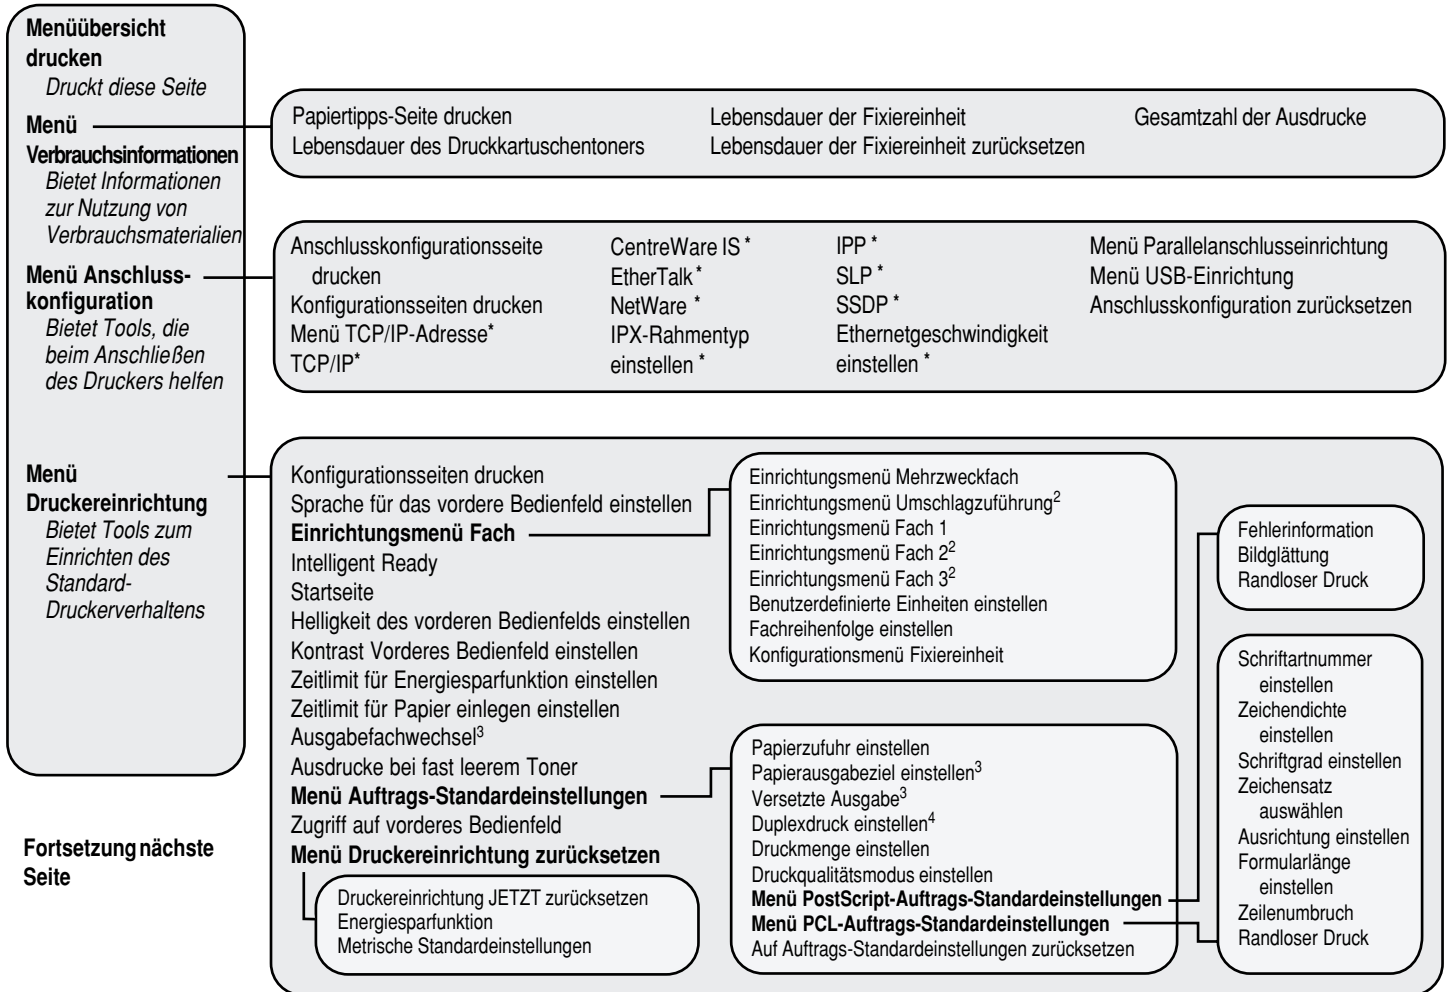 Menüübersicht
drucken
Druckt diese Seite
Menü
Verbrauchsinformationen
Bietet Informationen
zur Nutzung von
Verbrauchsmaterialien
Menü Anschluss-
konfiguration
Bietet Tools, die
beim Anschließen
des Druckers helfen
Menü
Druckereinrichtung
Bietet Tools zum
Einrichten des
Standard-
Druckerverhaltens
Fortsetzung nächste
Seite
Papiertipps-Seite drucken
Lebensdauer des Druckkartuschentoners
Lebensdauer der Fixiereinheit
Lebensdauer der Fixiereinheit zurücksetzen
Gesamtzahl der Ausdrucke
Anschlusskonfigurationsseite
drucken
Konfigurationsseiten drucken
Menü TCP/IP-Adresse*
TCP/IP*
CentreWare IS *
EtherTalk *
NetWare *
IPX-Rahmentyp
einstellen *
IPP *
SLP *
SSDP *
Ethernetgeschwindigkeit
einstellen *
Menü Parallelanschlusseinrichtung
Menü USB-Einrichtung
Anschlusskonfiguration zurücksetzen
Konfigurationsseiten drucken
Sprache für das vordere Bedienfeld einstellen
Einrichtungsmenü Fach
Intelligent Ready
Startseite
Helligkeit des vorderen Bedienfelds einstellen
Kontrast Vorderes Bedienfeld einstellen
Zeitlimit für Energiesparfunktion einstellen
Zeitlimit für Papier einlegen einstellen
Ausgabefachwechsel3
Ausdrucke bei fast leerem Toner
Menü Auftrags-Standardeinstellungen
Zugriff auf vorderes Bedienfeld
Menü Druckereinrichtung zurücksetzen
Druckereinrichtung JETZT zurücksetzen
Energiesparfunktion
Metrische Standardeinstellungen
Einrichtungsmenü Mehrzweckfach
Einrichtungsmenü Umschlagzuführung2
Einrichtungsmenü Fach 1
Einrichtungsmenü Fach 22
Einrichtungsmenü Fach 32
Benutzerdefinierte Einheiten einstellen
Fachreihenfolge einstellen
Konfigurationsmenü Fixiereinheit
Papierzufuhr einstellen
Papierausgabeziel einstellen3
Versetzte Ausgabe3
Duplexdruck einstellen4
Druckmenge einstellen
Druckqualitätsmodus einstellen
Menü PostScript-Auftrags-Standardeinstellungen
Menü PCL-Auftrags-Standardeinstellungen
Auf Auftrags-Standardeinstellungen zurücksetzen
Fehlerinformation
Bildglättung
Randloser Druck
Schriftartnummer
einstellen
Zeichendichte
einstellen
Schriftgrad einstellen
Zeichensatz
auswählen
Ausrichtung einstellen
Formularlänge
einstellen
Zeilenumbruch
Randloser Druck